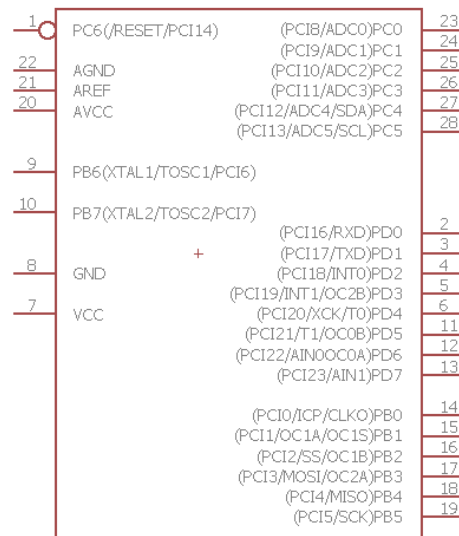 1 PC6(/RESET/PCI14) (PCI8/ADC0)PC0 23
(PCI9/ADC1)PC1 24
22 AGND (PCI10/ADC2)PC2 25
21 AREF (PCI11/ADC3)PC3 26
20 AVCC (PCI12/ADC4/SDA)PC4 27
(PCI13/ADC5/SCL)PC5 28
9 PB6(XTAL1/TOSC1/PCI6)
10 PB7(XTAL2/TOSC2/PCI7)
(PCI16/RXD)PD0 2
(PCI17/TXD)PD1 3
8 GND (PCI18/INT0)PD2 4
(PCI19/INT1/OC2B)PD3 5
7 VCC (PCI20/XCK/T0)PD4 6
(PCI21/T1/OC0B)PD5 11
(PCI22/AIN0OC0A)PD6 12
(PCI23/AIN1)PD7 13
(PCI0/ICP/CLKO)PB0 14
(PCI1/OC1A/OC1S)PB1 15
(PCI2/SS/OC1B)PB2 16
(PCI3/MOSI/OC2A)PB3 17
(PCI4/MISO)PB4 18
(PCI5/SCK)PB5 19